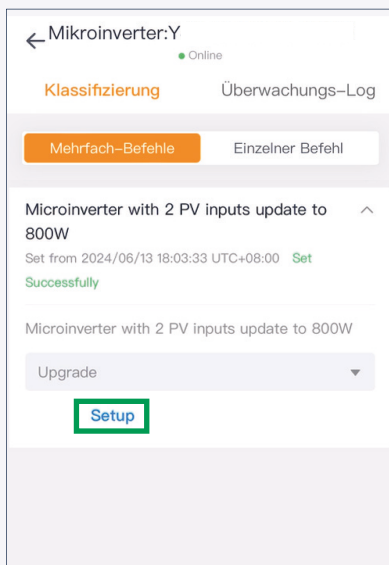 Mikroinverter:Y
Online
Klassifizierung Überwachungs-Log
Mehrfach-Befehle Einzelner Befehl
Microinverter with 2 PV inputs update to
800W
Set from 2024/06/13 18:03:33 UTC+08:00 Set
Successfully
Microinverter with 2 PV inputs update to 800W
Upgrade
Setup